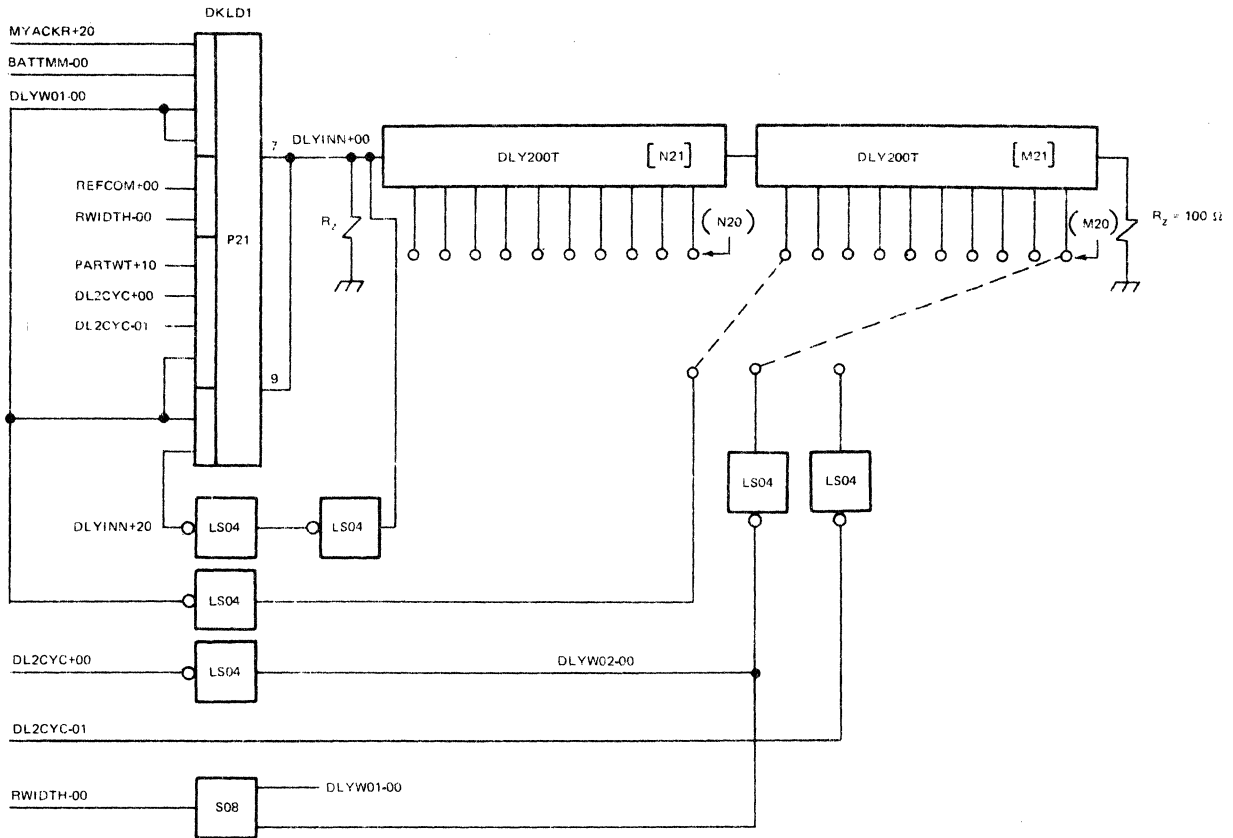 DKLD1
MYACKR+20
BATTMM-00
DLYW01-00
7
DLYINN+00
DLY200T
[N21]
DLY200T
[M21]
REFCOM+00
RWIDTH-00
P21
RZ
(N20)
(M20)
RZ = 100 Ω
PARTWT+10
DL2CYC+00
DL2CYC-01
9
LS04
LS04
DLYINN+20
LS04
LS04
LS04
DL2CYC+00
LS04
DLYW02-00
DL2CYC-01
RWIDTH-00
S08
DLYW01-00